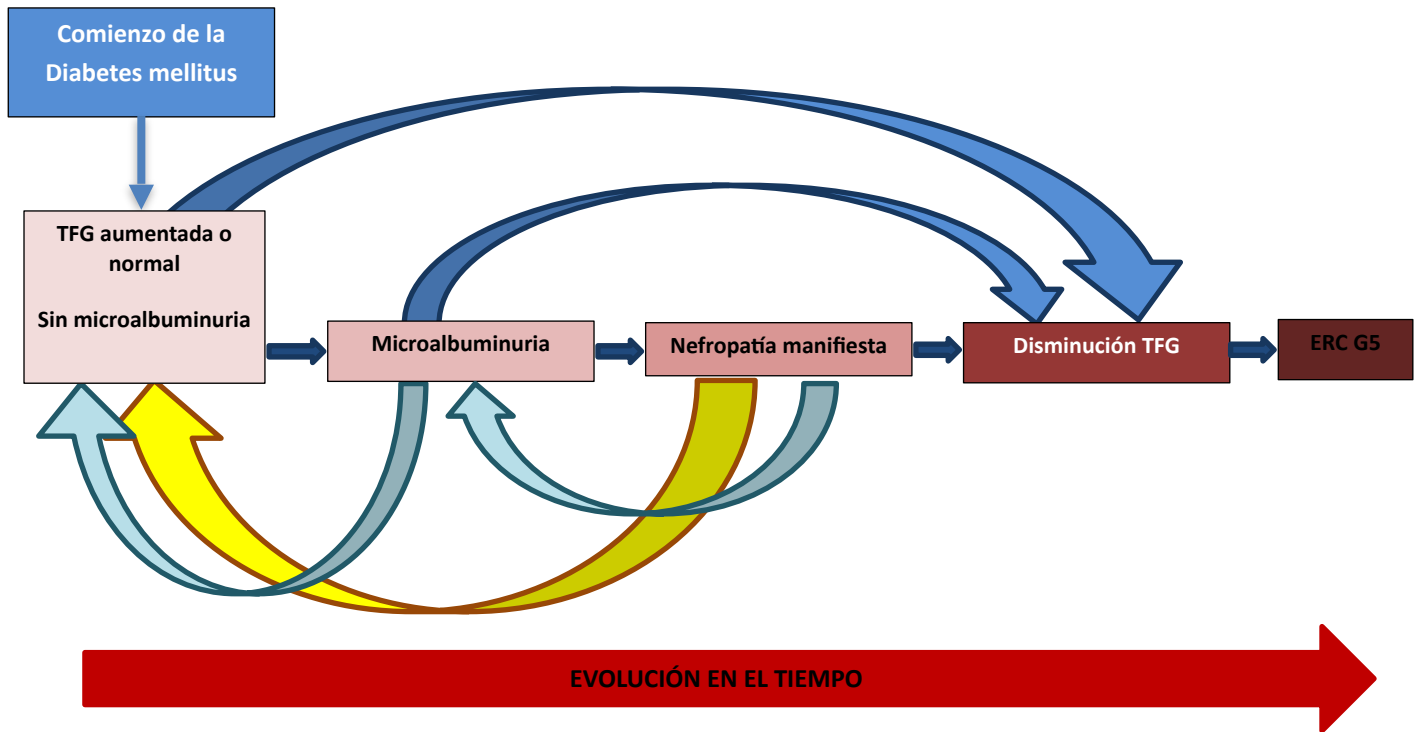 Comienzo de la
Diabetes mellitus
TFG aumentada o
normal
Sin microalbuminuria
Microalbuminuria
Nefropatía manifiesta
Disminución TFG
ERC G5
EVOLUCIÓN EN EL TIEMPO